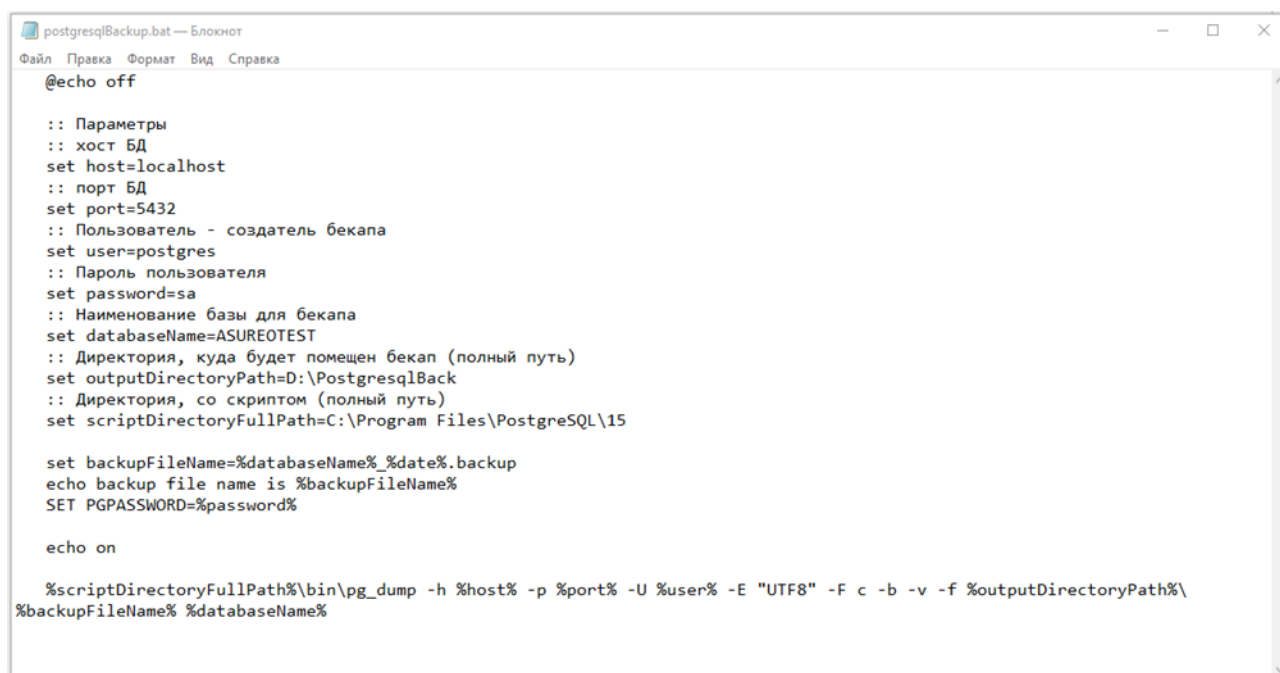 postgresqlBackup.bat — Блокнот
Файл Правка Формат Вид Справка
@echo off
:: Параметры
:: хост БД
set host=localhost
:: порт БД
set port=5432
:: Пользователь - создатель бекапа
set user=postgres
:: Пароль пользователя
set password=sa
:: Наименование базы для бекапа
set databaseName=ASUREOTEST
:: Директория, куда будет помещен бекап (полный путь)
set outputDirectoryPath=D:\PostgresqlBack
:: Директория, со скриптом (полный путь)
set scriptDirectoryFullPath=C:\Program Files\PostgreSQL\15
set backupFileName=%databaseName%_%date%.backup
echo backup file name is %backupFileName%
SET PGPASSWORD=%password%
echo on
%scriptDirectoryFullPath%\bin\pg_dump -h %host% -p %port% -U %user% -E "UTF8" -F c -b -v -f %outputDirectoryPath%\
%backupFileName% %databaseName%